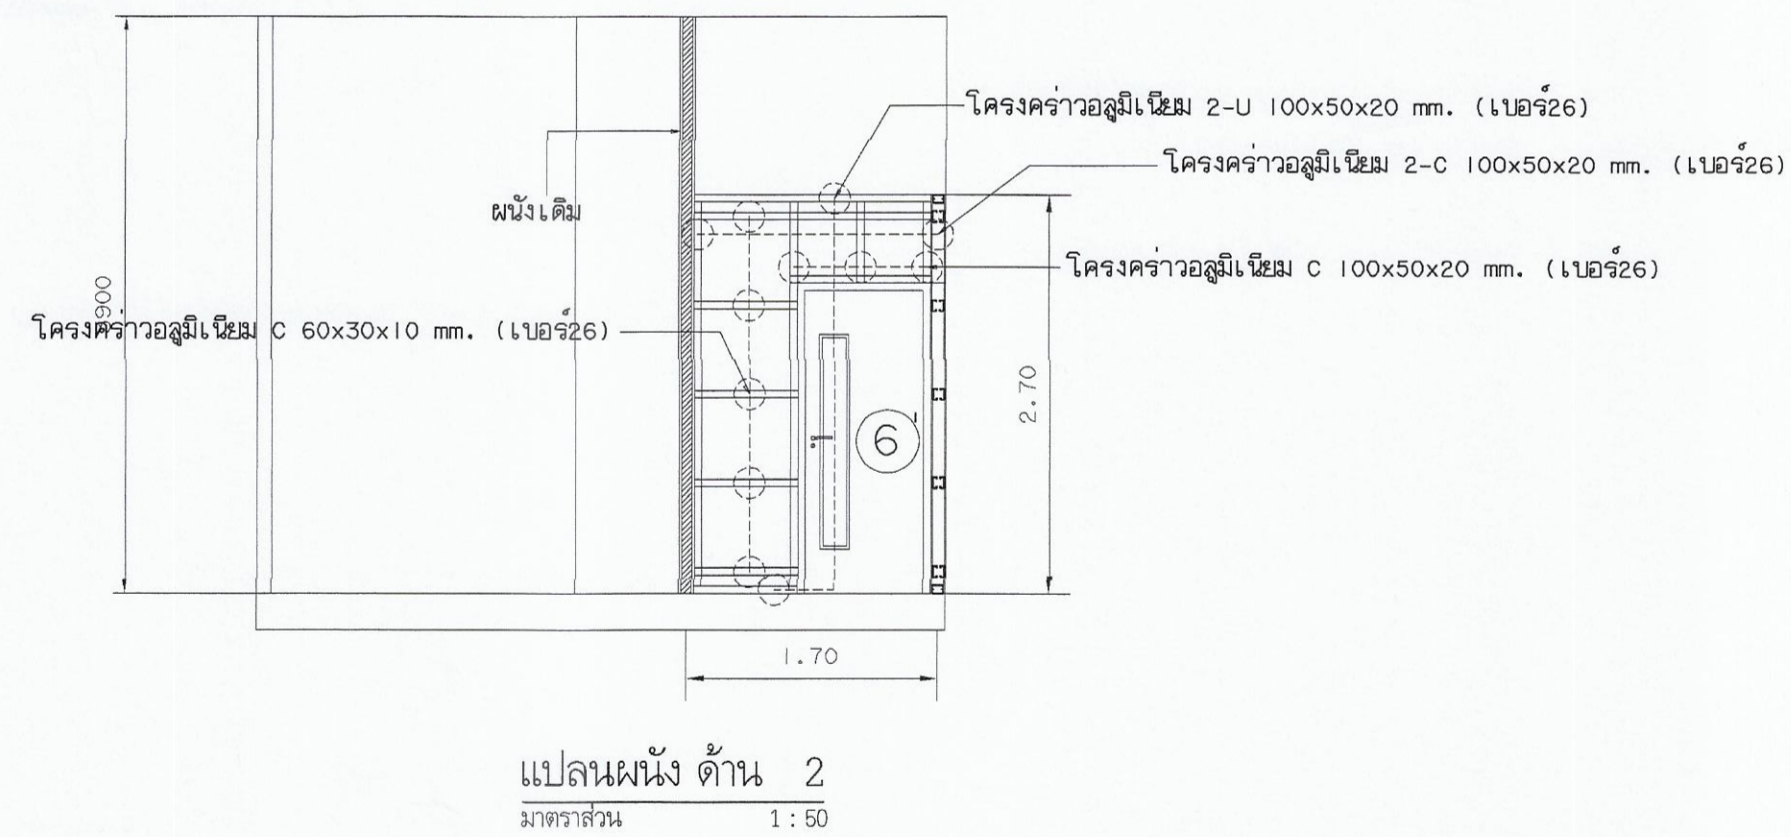 โครงคร่าวอลูมิเนียม 2-U 100x50x20 mm. (เบอร์26)
โครงคร่าวอลูมิเนียม 2-C 100x50x20 mm. (เบอร์26)
ผนังเดิม
โครงคร่าวอลูมิเนียม C 100x50x20 mm. (เบอร์26)
โครงคร่าวอลูมิเนียม C 60x30x10 mm. (เบอร์26)
2.70
6
1.70
แปลนผนัง ด้าน 2
มาตราส่วน 1 : 50